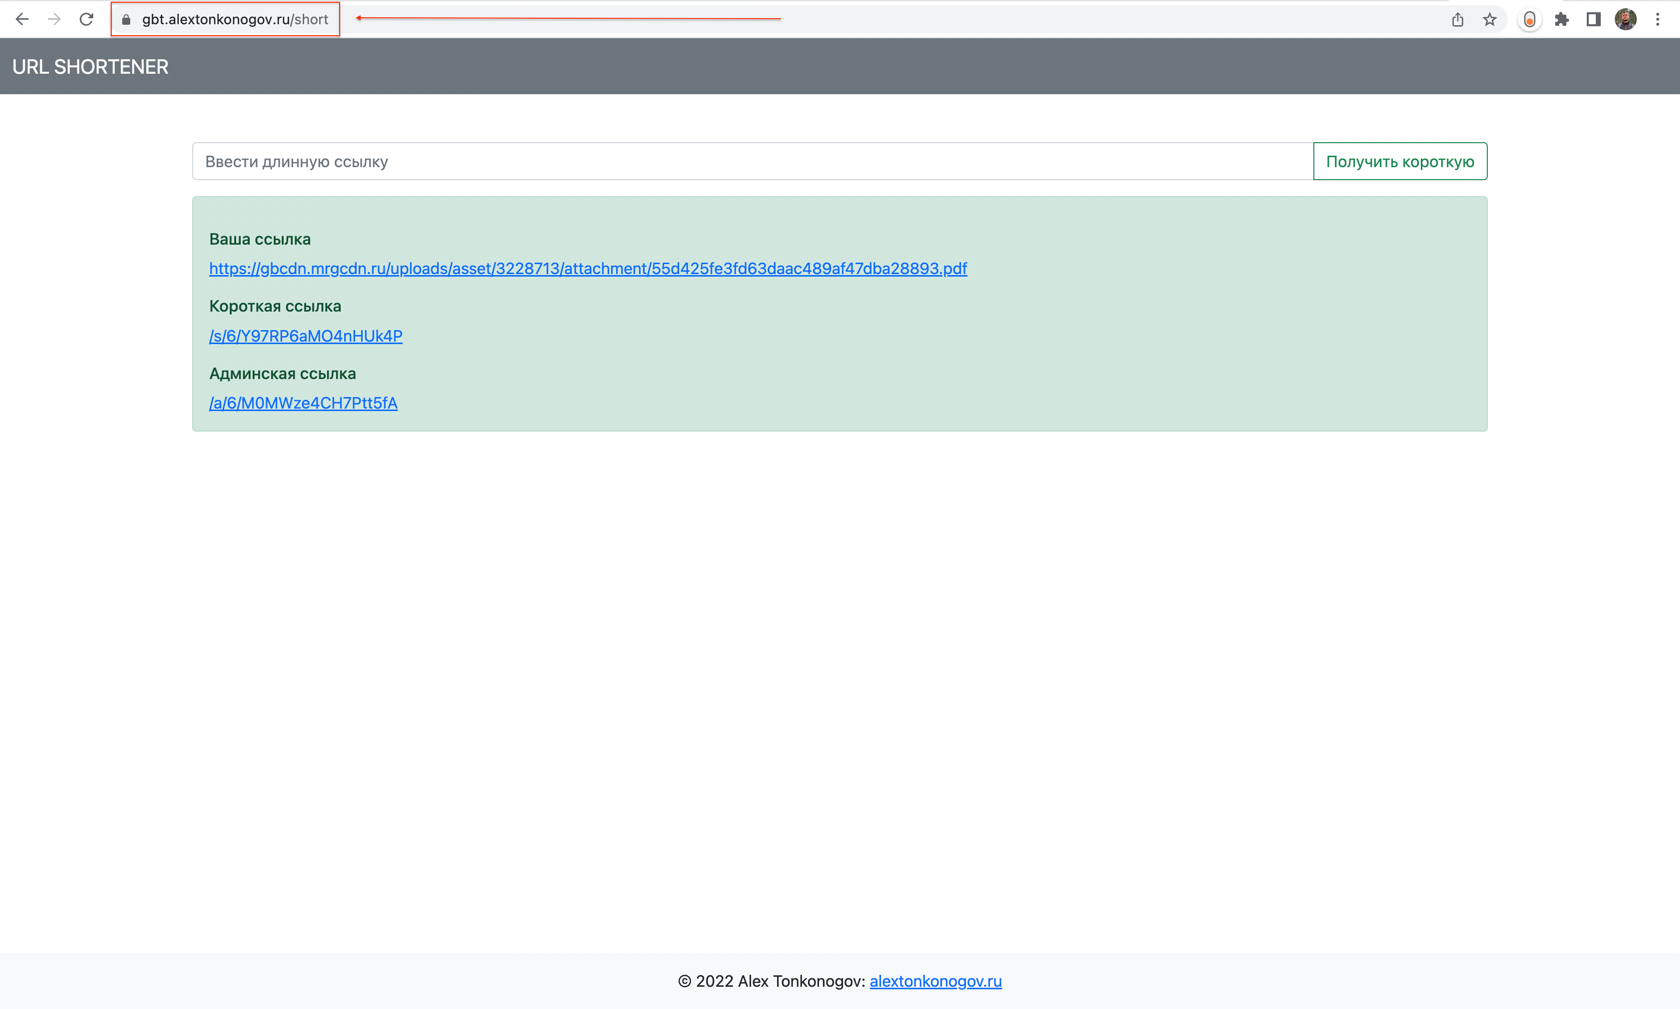 gbt.alextonkonogov.ru/short
URL SHORTENER
Ввести длинную ссылку
Получить короткую
Ваша ссылка
https://gbcdn.mrgcdn.ru/uploads/asset/3228713/attachment/55d425fe3fd63daac489af47dba28893.pdf
Короткая ссылка
/s/6/Y97RP6aMO4nHUk4P
Админская ссылка
/a/6/M0MWze4CH7Ptt5fA
© 2022 Alex Tonkonogov: alextonkonogov.ru